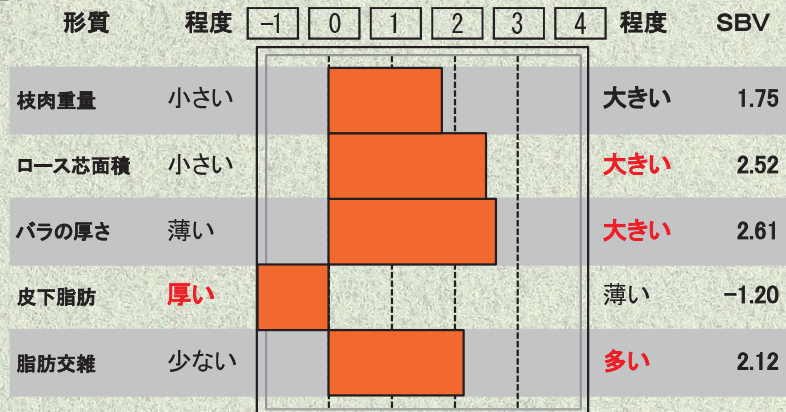 形質 程度 -1 0 1 2 3 4 程度 SBV
枝肉重量 小さい 大きい 1.75
ロース芯面積 小さい 大きい 2.52
バラの厚さ 薄い 大きい 2.61
皮下脂肪 厚い 薄い -1.20
脂肪交雑 少ない 多い 2.12